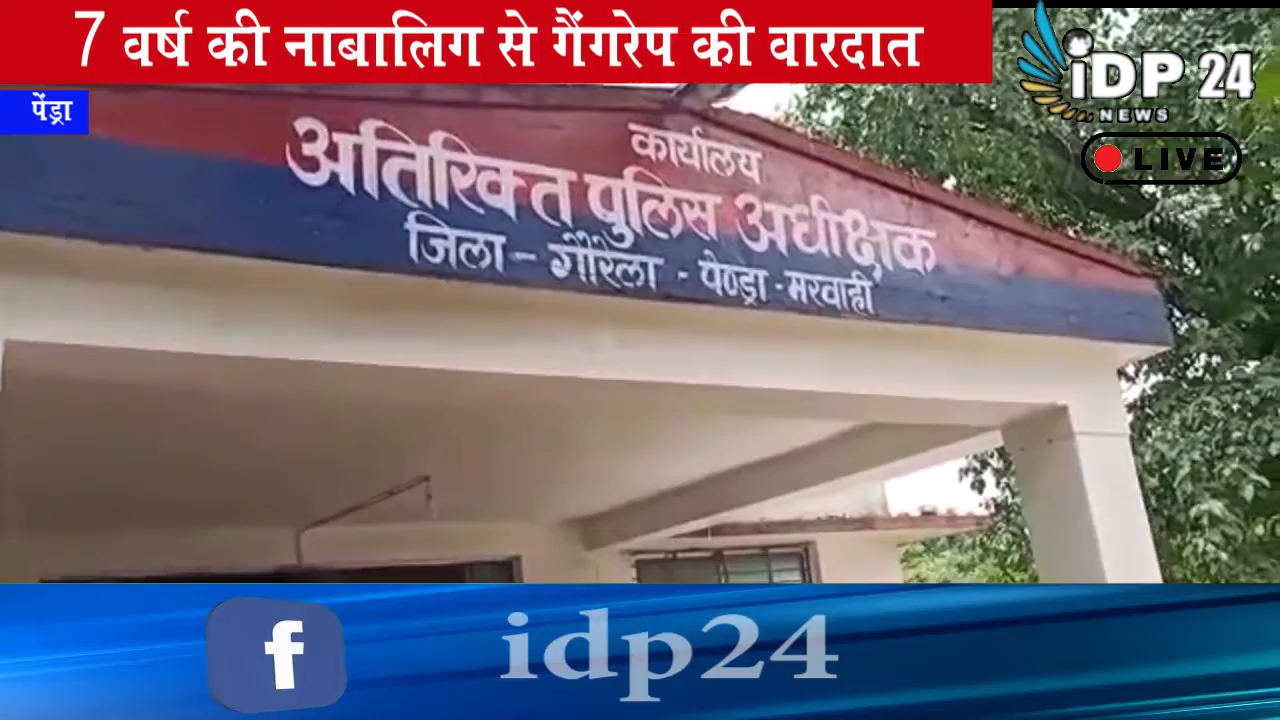 7 वर्ष की नाबालिग से गैंगरेप की वारदात
iDP 24
NEWS
पेंड्रा
LIVE
कार्यालय
अतिरिक्त पुलिस अधीक्षक
जिला - गौरेला - पेण्ड्रा - मरवाही
f
idp24